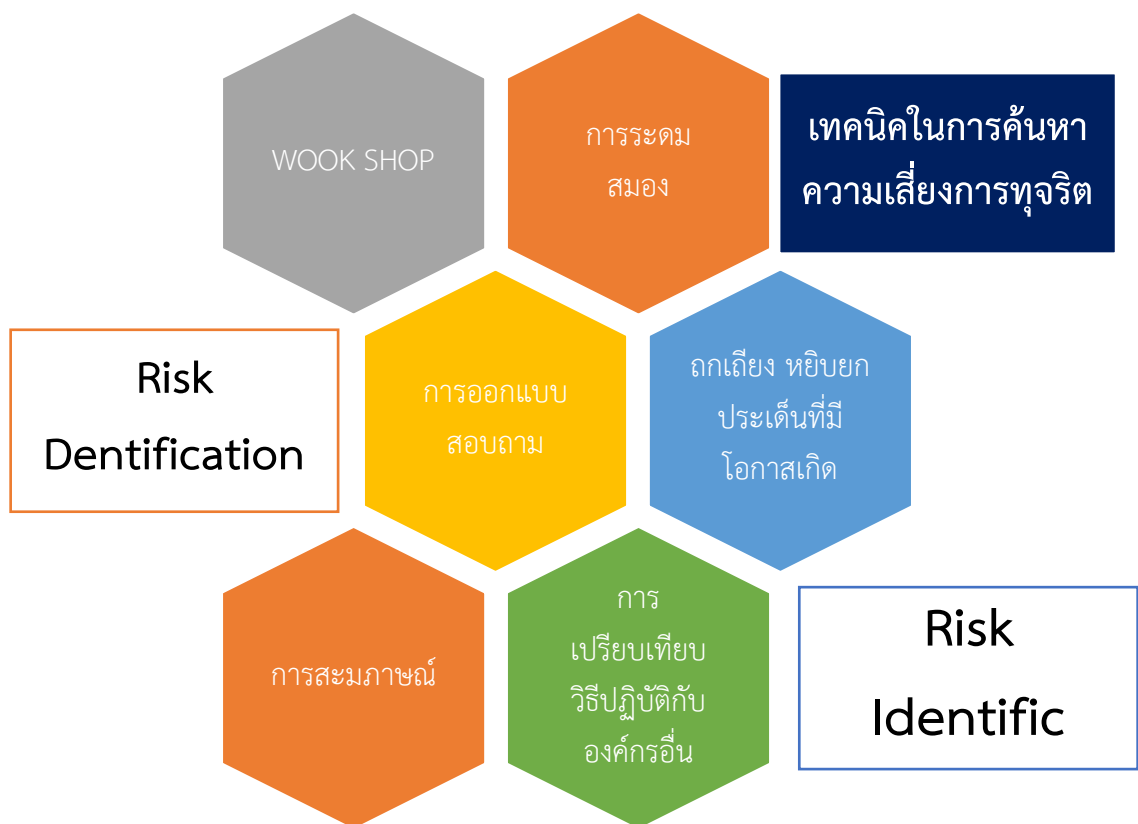 WOOK SHOP
การระดม
สมอง
เทคนิคในการค้นหา
ความเสี่ยงการทุจริต
Risk
Dentification
การออกแบบ
สอบถาม
ถกเถียง หยิบยก
ประเด็นที่มี
โอกาสเกิด
การสะมภาษณ์
การ
เปรียบเทียบ
วิธีปฏิบัติกับ
องค์กรอื่น
Risk
Identific